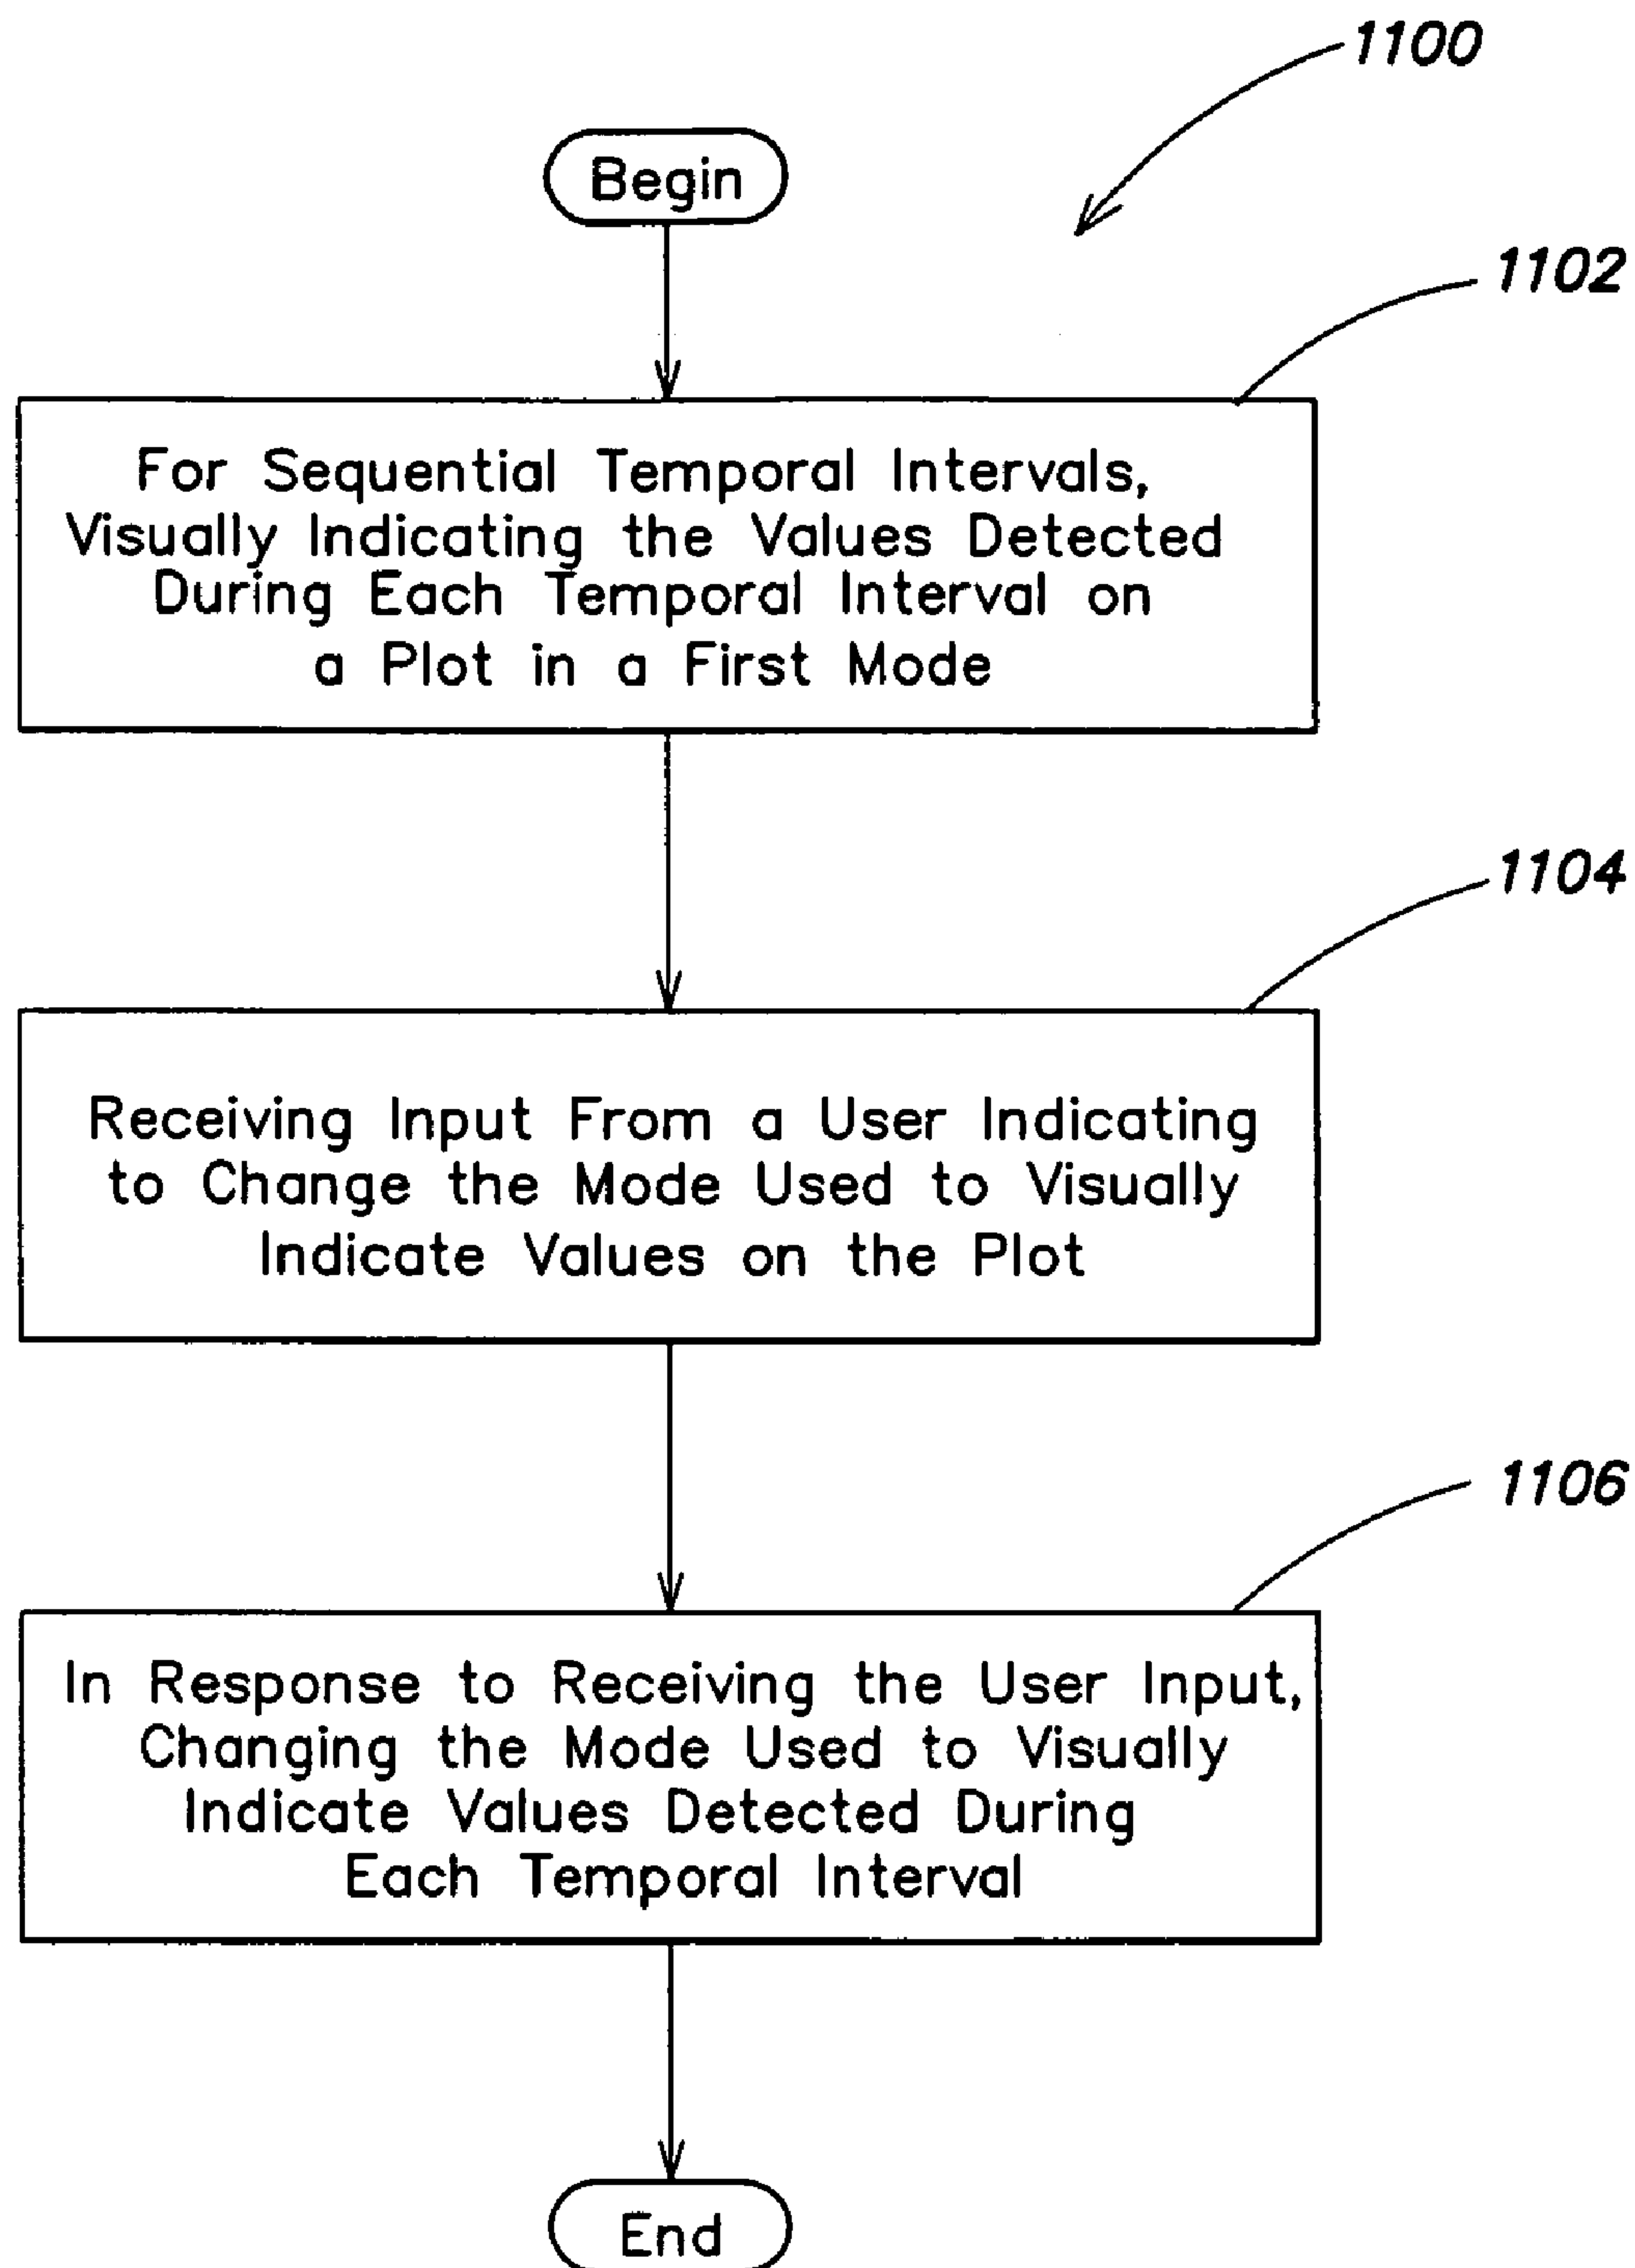 1100
Begin
1102
For Sequential Temporal Intervals,
Visually Indicating the Values Detected
During Each Temporal Interval on
a Plot in a First Mode
1104
Receiving Input From a User Indicating
to Change the Mode Used to Visually
Indicate Values on the Plot
1106
In Response to Receiving the User Input,
Changing the Mode Used to Visually
Indicate Values Detected During
Each Temporal Interval
End